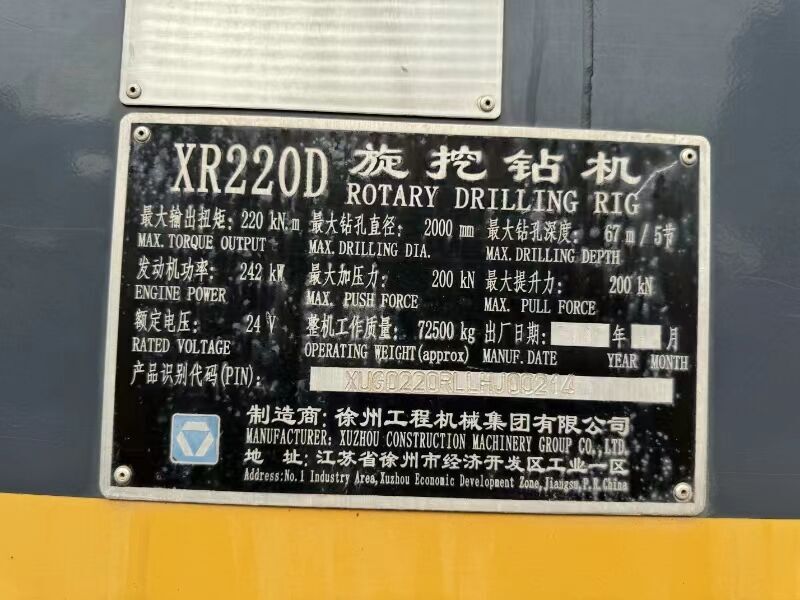 XR220D 旋挖钻机
ROTARY DRILLING RIG
最大输出扭矩: 220 kN.m 最大钻孔直径: 2000 mm 最大钻孔深度: 67 m/5节
MAX. TORQUE OUTPUT MAX. DRILLING DIA. MAX. DRILLING DEPTH
发动机功率: 242 kW 最大加压力: 200 kN 最大提升力: 200 kN
ENGINE POWER MAX. PUSH FORCE MAX. PULL FORCE
额定电压: 24 V 整机工作质量: 72500 kg 出厂日期: 年 月
RATED VOLTAGE OPERATING WEIGHT(approx) MANUF. DATE YEAR MONTH
产品识别代码(PIN): XUG0220RLLHJ00214
制造商: 徐州工程机械集团有限公司
MANUFACTURER: XUZHOU CONSTRUCTION MACHINERY GROUP CO., LTD.
地 址: 江苏省徐州市经济开发区工业一区
Address:No.1 Industry Area,Xuzhou Economic Development Zone,Jiangsu,P.R.China